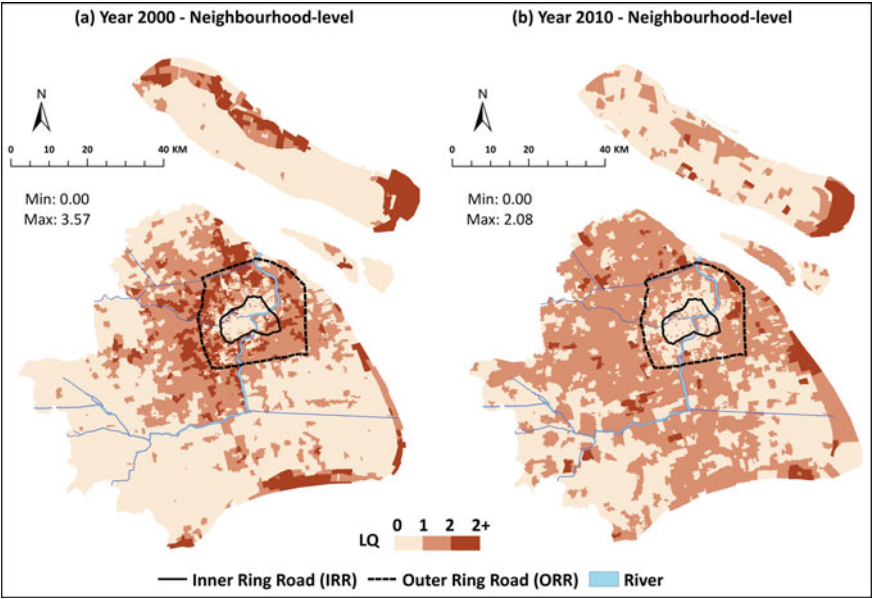 (a) Year 2000 - Neighbourhood-level
(b) Year 2010 - Neighbourhood-level
N
0 20 40 KM
Min: 0.00
Max: 3.57
N
0 20 40 KM
Min: 0.00
Max: 2.08
0 1 2 2+
LQ
Inner Ring Road (IRR) Outer Ring Road (ORR) River